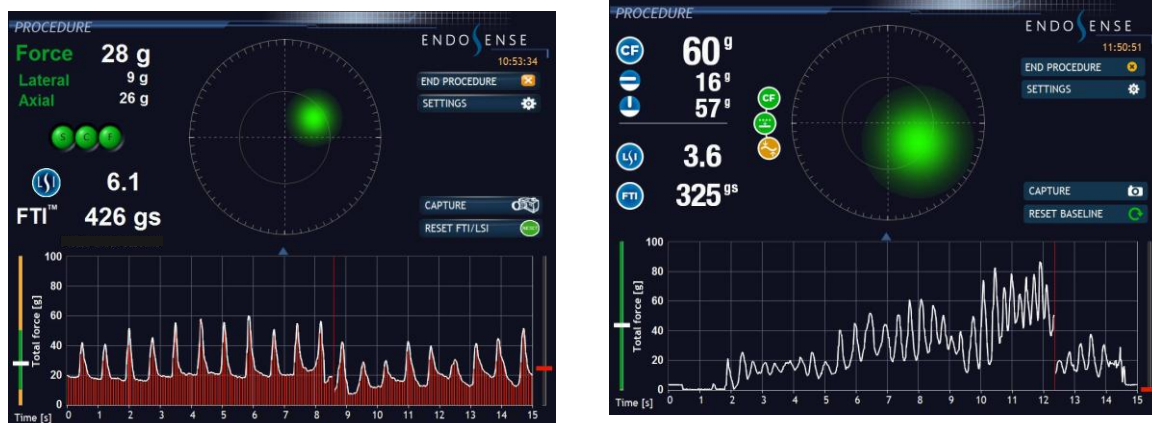 PROCEDURE
Force 28 g
Lateral 9 g
Axial 26 g
S C F
LSI 6.1
FTI™ 426 gs
ENDOSENSE
10:53:34
END PROCEDURE
SETTINGS
CAPTURE
RESET FTI/LSI RESET
100
80
60
40
20
0
Total force [g]
Time [s] 0 1 2 3 4 5 6 7 8 9 10 11 12 13 14 15
PROCEDURE
CF 60 g
16 g
57 g
CF
LSI 3.6
FTI 325 gs
ENDOSENSE
11:50:51
END PROCEDURE
SETTINGS
CAPTURE
RESET BASELINE
100
80
60
40
20
0
Total force [g]
Time [s] 0 1 2 3 4 5 6 7 8 9 10 11 12 13 14 15